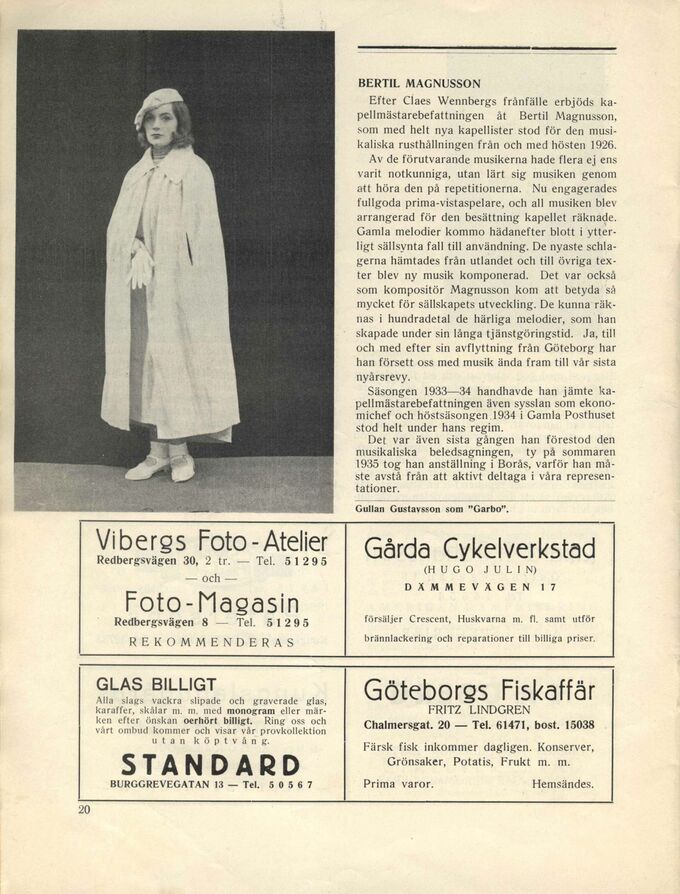 BERTIL MAGNUSSON
Efter Claes Wennbergs frånfälle erbjöds ka-
pellmästarebefattningen åt Bertil Magnusson,
som med helt nya kapellister stod för den musi-
kaliska rusthållningen från och med hösten 1926.
Av de förutvarande musikerna hade flera ej ens
varit notkunniga, utan lärt sig musiken genom
att höra den på repetitionerna. Nu engagerades
fullgoda prima-vistaspelare, och all musiken blev
arrangerad för den besättning kapellet räknade.
Gamla melodier kommo hädanefter blott i ytter-
ligt sällsynta fall till användning. De nyaste schla-
gerna hämtades från utlandet och till övriga tex-
ter blev ny musik komponerad. Det var också
som kompositör Magnusson kom att betyda så
mycket för sällskapets utveckling. De kunna räk-
nas i hundradetal de härliga melodier, som han
skapade under sin långa tjänstgöringstid. Ja, till
och med efter sin avflyttning från Göteborg har
han försett oss med musik ända fram till vår sista
nyårsrevy.
Säsongen 1933—34 handhavde han jämte ka-
pellmästarebefattningen även sysslan som ekono-
michef och höstsäsongen 1934 i Gamla Posthuset
stod helt under hans regim.
Det var även sista gången han förestod den
musikaliska beledsagningen, ty på sommaren
1935 tog han anställning i Borås, varför han må-
ste avstå från att aktivt deltaga i våra represen-
tationer.
Gullan Gustavsson som "Garbo".
Vibergs Foto-Atelier
Redbergsvägen 30, 2 tr. — Tel. 51295
— och —
Foto-Magasin
Redbergsvägen 8 — Tel. 51295
REKOMMENDERAS
Gårda Cykelverkstad
(HUGO JULIN)
DÄMMEVÄGEN 17
försäljer Crescent, Huskvarna m. fl. samt utför
brännlackering och reparationer till billiga priser.
GLAS BILLIGT
Alla slags vackra slipade och graverade glas,
karaffer, skålar m. m. med monogram eller mär-
ken efter önskan oerhört billigt. Ring oss och
vårt ombud kommer och visar vår provkollektion
utan köptvång.
STANDARD
BURGGREVEGATAN 13 — Tel. 50567
Göteborgs Fiskaffär
FRITZ LINDGREN
Chalmersgat. 20 — Tel. 61471, bost. 15038
Färsk fisk inkommer dagligen. Konserver,
Grönsaker, Potatis, Frukt m. m.
Prima varor. Hemsändes.
20